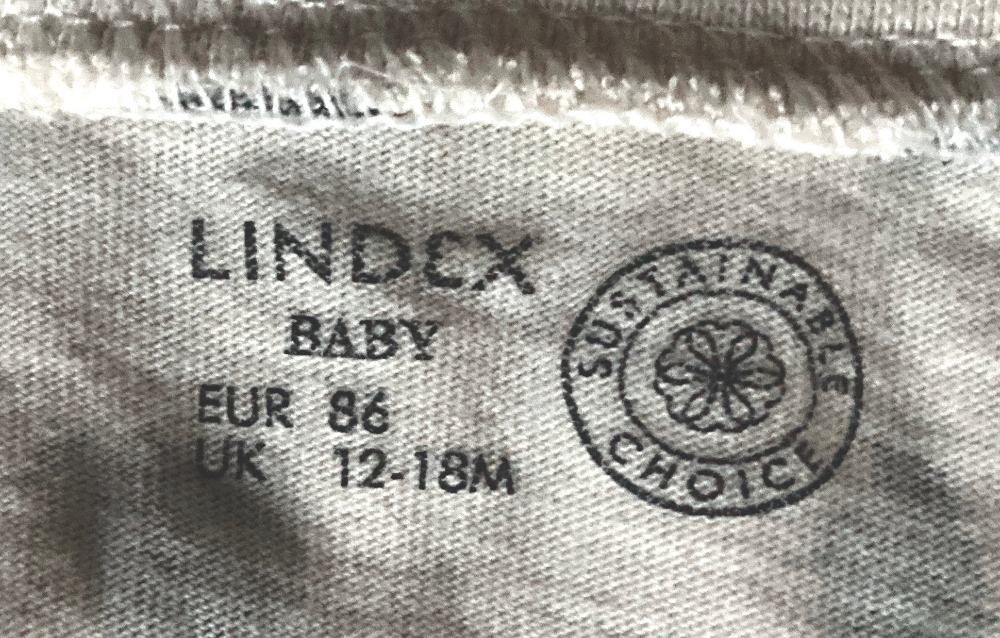 LINDEX
BABY
EUR 86
UK 12-18M
SUSTAINABLE
CHOICE